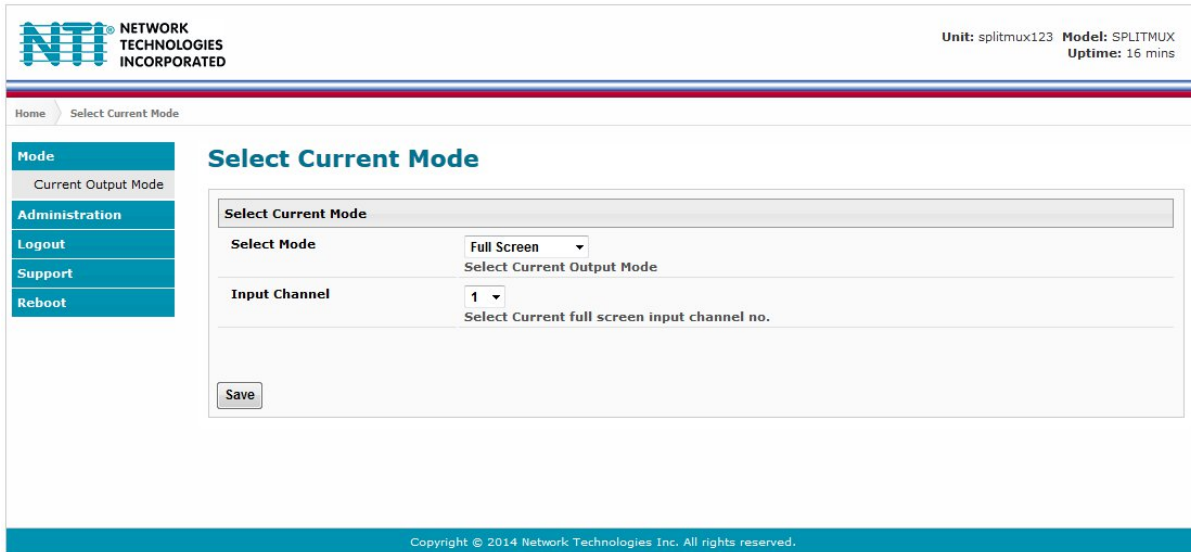 NTI® NETWORK
TECHNOLOGIES
INCORPORATED
Unit: splitmux123 Model: SPLITMUX
Uptime: 16 mins
Home Select Current Mode
Mode
Current Output Mode
Administration
Logout
Support
Reboot
Select Current Mode
Select Current Mode
Select Mode Full Screen
Select Current Output Mode
Input Channel 1
Select Current full screen input channel no.
Save
Copyright © 2014 Network Technologies Inc. All rights reserved.